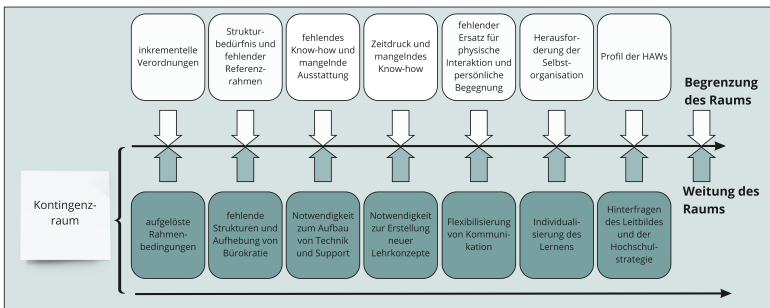 inkrementelle
Verordnungen
Struktur-
bedürfnis und
fehlender
Referenz-
rahmen
fehlendes
Know-how und
mangelnde
Ausstattung
Zeitdruck und
mangelndes
Know-how
fehlender
Ersatz für
physische
Interaktion und
persönliche
Begegnung
Herausfor-
derung der
Selbst-
organisation
Profil der HAWs
Begrenzung
des Raums
Kontingenz-
raum
Weitung des
Raums
aufgelöste
Rahmen-
bedingungen
fehlende
Strukturen und
Aufhebung von
Bürokratie
Notwendigkeit
zum Aufbau
von Technik
und Support
Notwendigkeit
zur Erstellung
neuer
Lehrkonzepte
Flexibilisierung
von Kommuni-
kation
Individuali-
sierung des
Lernens
Hinterfragen
des Leitbildes
und der
Hochschul-
strategie